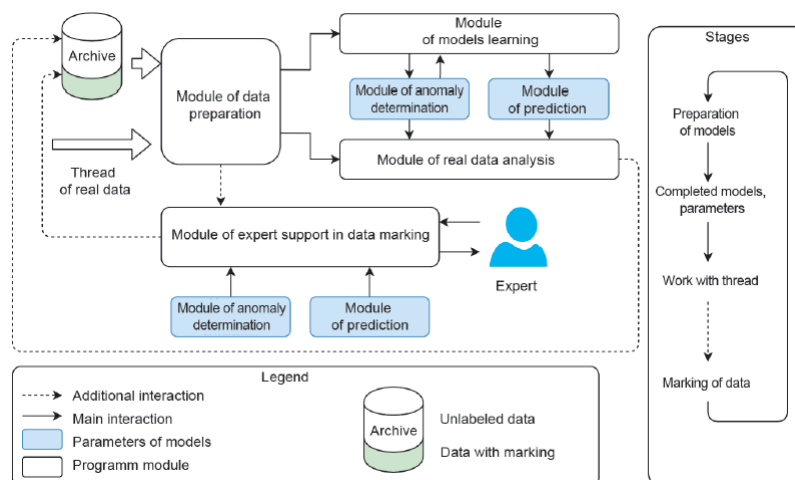 Archive
Module of data
preparation
Thread
of real data
Module
of models learning
Module of anomaly
determination
Module
of prediction
Module of real data analysis
Module of expert support in data marking
Expert
Module of anomaly
determination
Module
of prediction
Stages
Preparation
of models
Completed models,
parameters
Work with thread
Marking of data
Legend
Additional interaction
Main interaction
Parameters of models
Programm module
Archive
Unlabeled data
Data with marking